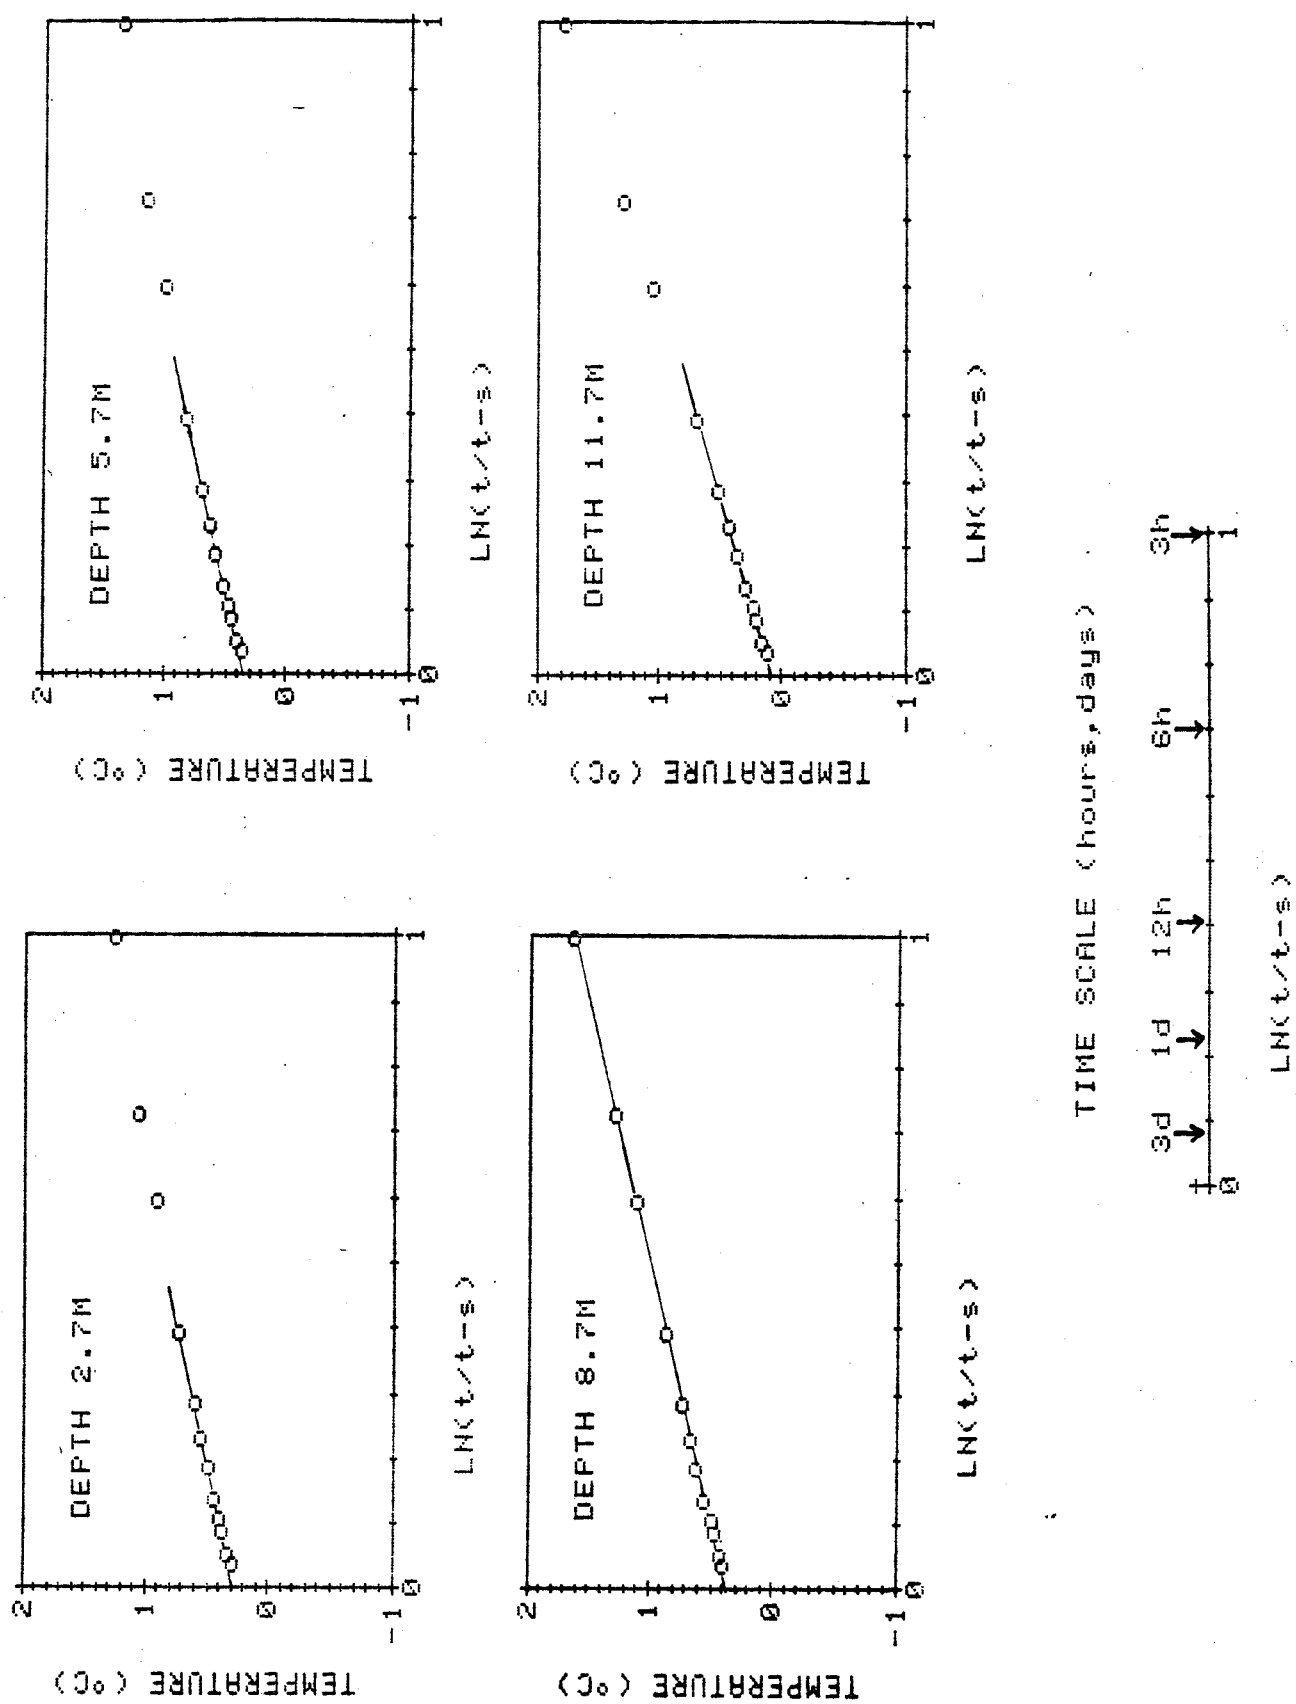 DEPTH 2.7M
TEMPERATURE (°C)
2
1
0
-1
0
1
LN(t/t-s)
DEPTH 5.7M
TEMPERATURE (°C)
2
1
0
-1
0
1
LN(t/t-s)
DEPTH 8.7M
TEMPERATURE (°C)
2
1
0
-1
0
1
LN(t/t-s)
DEPTH 11.7M
TEMPERATURE (°C)
2
1
0
-1
0
1
LN(t/t-s)
TIME SCALE (hours,days)
3d 1d 12h 6h 3h
0 1
LN(t/t-s)